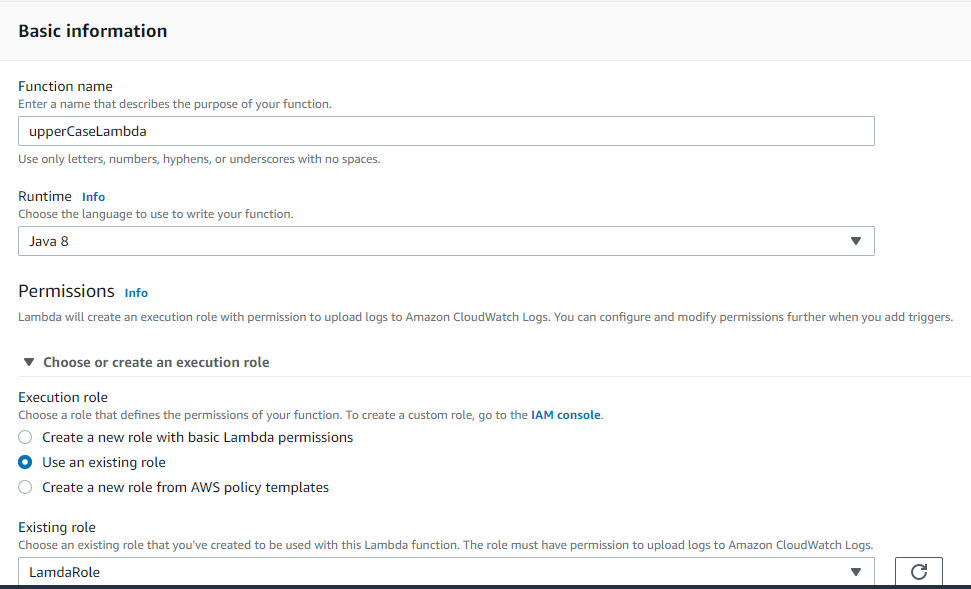 Basic information
Function name
Enter a name that describes the purpose of your function.
upperCaseLambda
Use only letters, numbers, hyphens, or underscores with no spaces.
Runtime Info
Choose the language to use to write your function.
Java 8
Permissions Info
Lambda will create an execution role with permission to upload logs to Amazon CloudWatch Logs. You can configure and modify permissions further when you add triggers.
Choose or create an execution role
Execution role
Choose a role that defines the permissions of your function. To create a custom role, go to the IAM console.
Create a new role with basic Lambda permissions
Use an existing role
Create a new role from AWS policy templates
Existing role
Choose an existing role that you've created to be used with this Lambda function. The role must have permission to upload logs to Amazon CloudWatch Logs.
LamdaRole